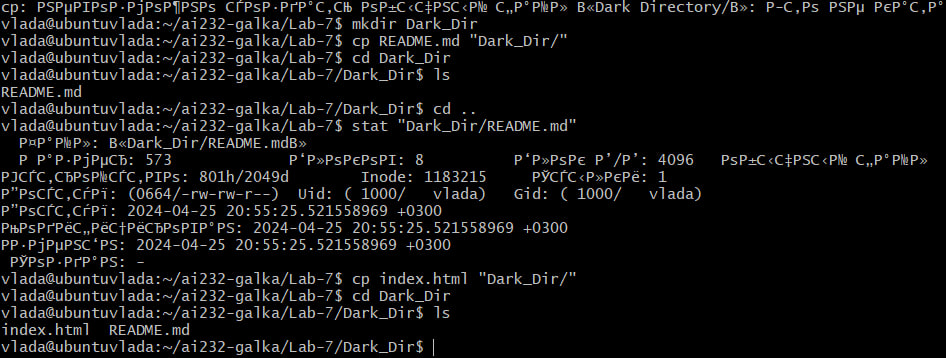 cp: РЅРµРІРѕР·РјРѕР¶РЅРѕ СЃРѕР·РґР°С‚СЊ РѕР±С‹С‡РЅС‹Р№ С„Р°Р№Р» В«Dark Directory/В»: Р-С‚Рѕ РЅРµ РєР°С‚Р°
vlada@ubuntuvlada:~/ai232-galka/Lab-7$ mkdir Dark_Dir
vlada@ubuntuvlada:~/ai232-galka/Lab-7$ cp README.md "Dark_Dir/"
vlada@ubuntuvlada:~/ai232-galka/Lab-7$ cd Dark_Dir
vlada@ubuntuvlada:~/ai232-galka/Lab-7/Dark_Dir$ ls
README.md
vlada@ubuntuvlada:~/ai232-galka/Lab-7/Dark_Dir$ cd ..
vlada@ubuntuvlada:~/ai232-galka/Lab-7$ stat "Dark_Dir/README.md"
Р¤Р°Р№Р»: В«Dark_Dir/README.mdВ»
Р Р°Р·РјРµСЂ: 573 Р‘Р»РѕРєРѕРІ: 8 Р‘Р»РѕРє Р’/Р’: 4096 РѕР±С‹С‡РЅС‹Р№ С„Р°Р№Р»
РЈСЃС‚СЂРѕР№СЃС‚РІРѕ: 801h/2049d Inode: 1183215 РЎСЃС‹Р»РєРё: 1
Р”РѕСЃС‚СѓРї: (0664/-rw-rw-r--) Uid: ( 1000/ vlada) Gid: ( 1000/ vlada)
Р”РѕСЃС‚СѓРї: 2024-04-25 20:55:25.521558969 +0300
РњРѕРґРёС„РёС†РёСЂРѕРІР°РЅ: 2024-04-25 20:55:25.521558969 +0300
РР·РјРµРЅС‘РЅ: 2024-04-25 20:55:25.521558969 +0300
РЎРѕР·РґР°РЅ: -
vlada@ubuntuvlada:~/ai232-galka/Lab-7$ cp index.html "Dark_Dir/"
vlada@ubuntuvlada:~/ai232-galka/Lab-7$ cd Dark_Dir
vlada@ubuntuvlada:~/ai232-galka/Lab-7/Dark_Dir$ ls
index.html README.md
vlada@ubuntuvlada:~/ai232-galka/Lab-7/Dark_Dir$